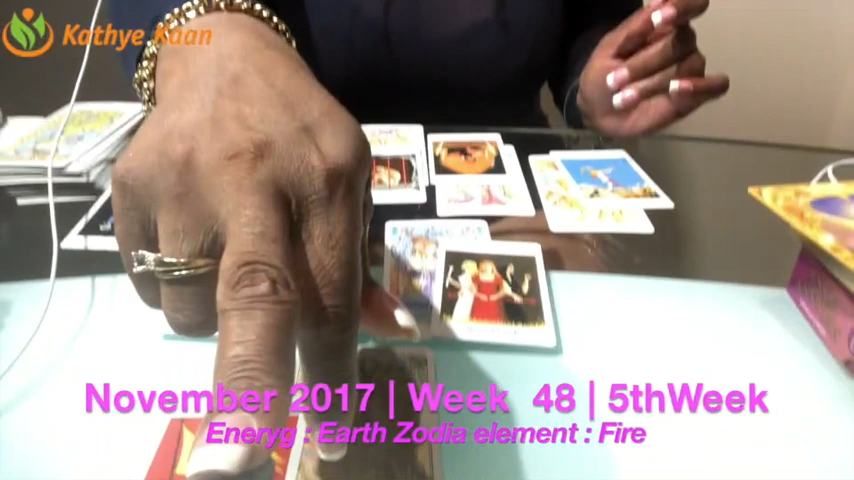 Kathye Kaan
November 2017 | Week 48 | 5thWeek
Eneryg : Earth Zodia element : Fire